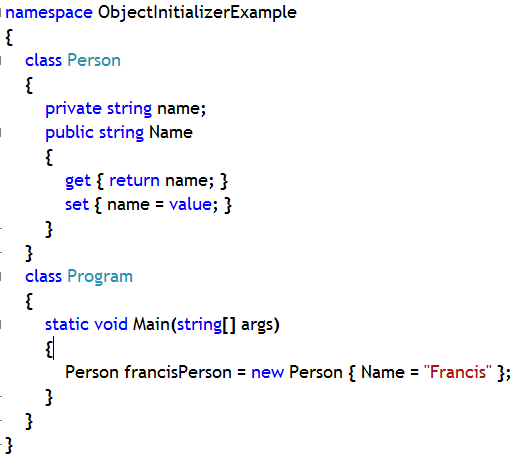 namespace ObjectInitializerExample
{
class Person
{
private string name;
public string Name
{
get { return name; }
set { name = value; }
}
}
class Program
{
static void Main(string[] args)
{
Person francisPerson = new Person { Name = "Francis" };
}
}
}